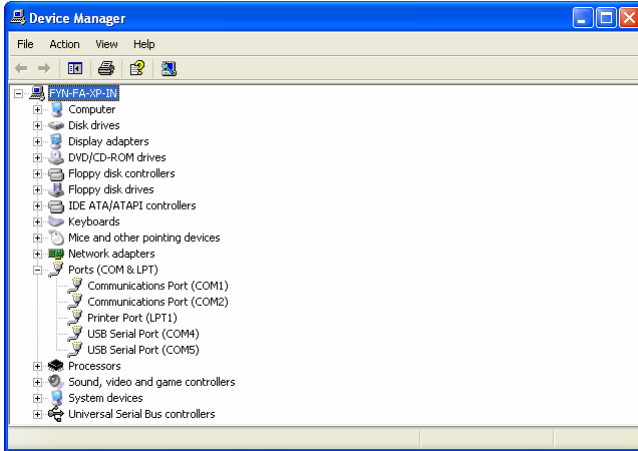 Device Manager
File Action View Help
FYN-FA-XP-IN
Computer
Disk drives
Display adapters
DVD/CD-ROM drives
Floppy disk controllers
Floppy disk drives
IDE ATA/ATAPI controllers
Keyboards
Mice and other pointing devices
Network adapters
Ports (COM & LPT)
Communications Port (COM1)
Communications Port (COM2)
Printer Port (LPT1)
USB Serial Port (COM4)
USB Serial Port (COM5)
Processors
Sound, video and game controllers
System devices
Universal Serial Bus controllers